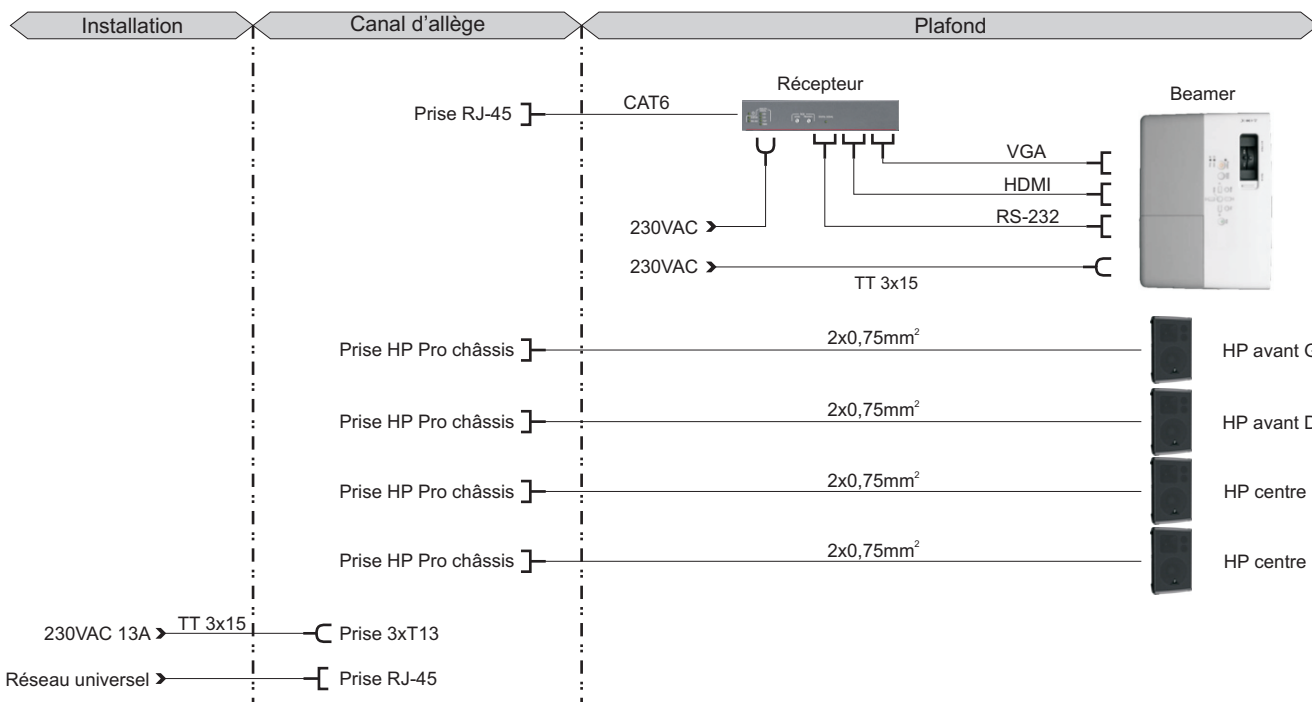 Installation
Canal d'allège
Plafond
Récepteur
Beamer
Prise RJ-45
CAT6
VGA
HDMI
RS-232
230VAC
230VAC
TT 3x15
Prise HP Pro châssis
2x0,75mm²
HP avant G
Prise HP Pro châssis
2x0,75mm²
HP avant D
Prise HP Pro châssis
2x0,75mm²
HP centre
Prise HP Pro châssis
2x0,75mm²
HP centre
230VAC 13A
TT 3x15
Prise 3xT13
Réseau universel
Prise RJ-45